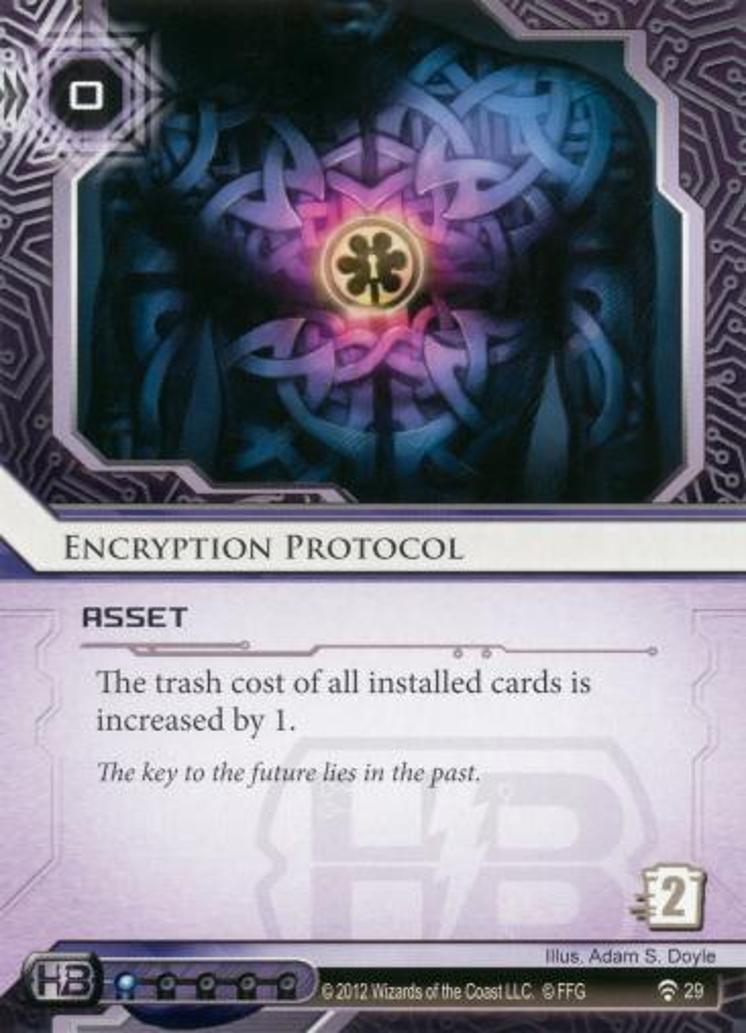 0
ENCRYPTION PROTOCOL
ASSET
The trash cost of all installed cards is
increased by 1.
The key to the future lies in the past.
HB
2
Illus. Adam S. Doyle
HB
© 2012 Wizards of the Coast LLC. © FFG 29